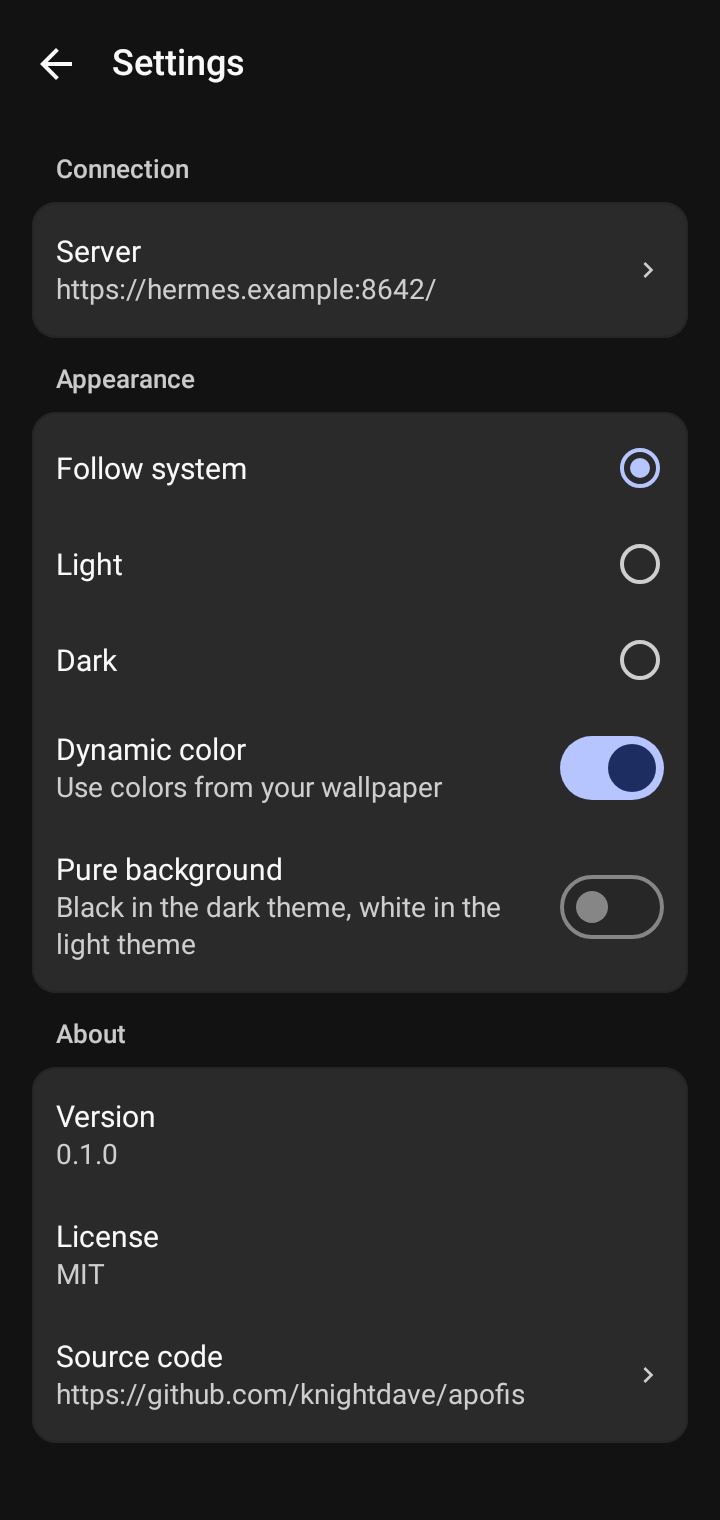 Settings
Connection
Server
https://hermes.example:8642/
Appearance
Follow system
Light
Dark
Dynamic color
Use colors from your wallpaper
Pure background
Black in the dark theme, white in the
light theme
About
Version
0.1.0
License
MIT
Source code
https://github.com/knightdave/apofis